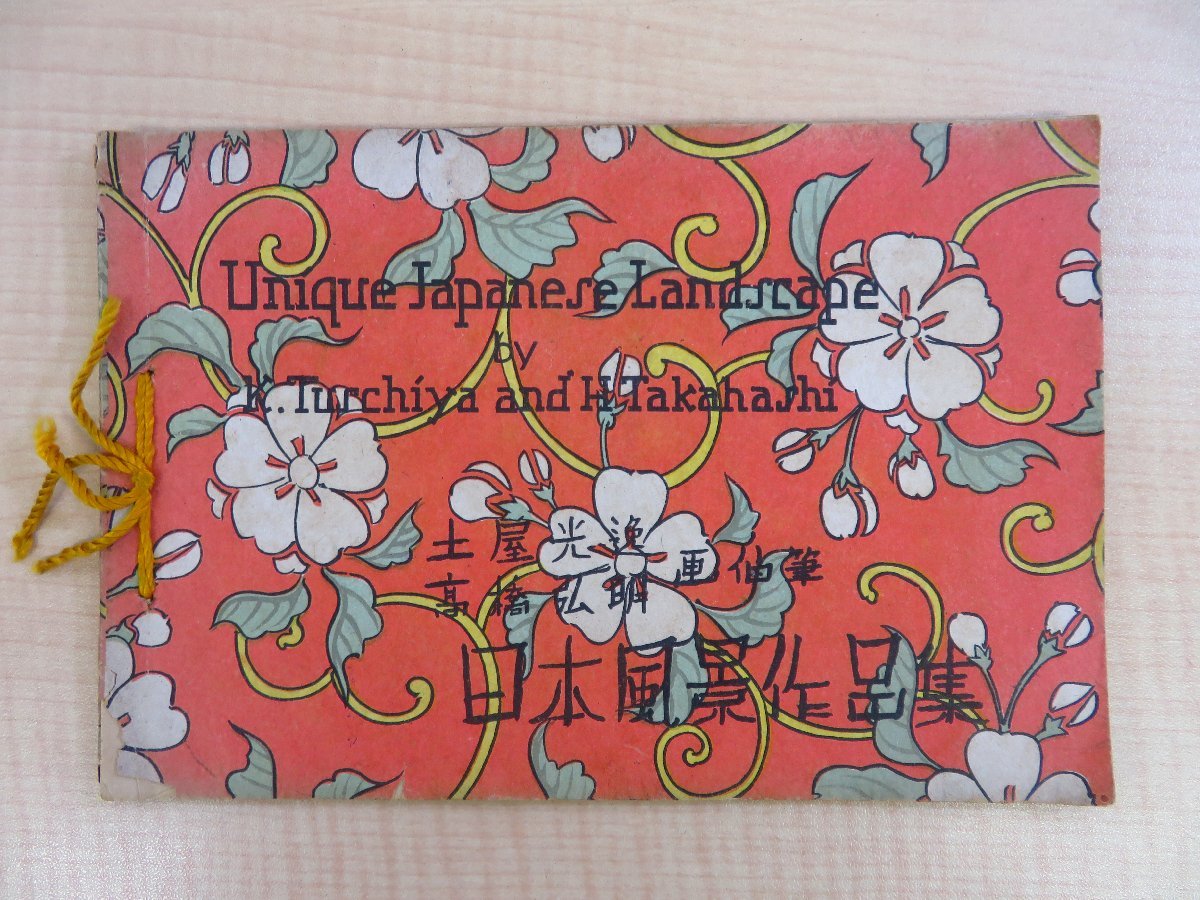 Unique Japanese Landscape
by
K. Tsuchiya and H. Takahashi
土屋光逸
高橋弘明 画伯筆
日本風景作品集